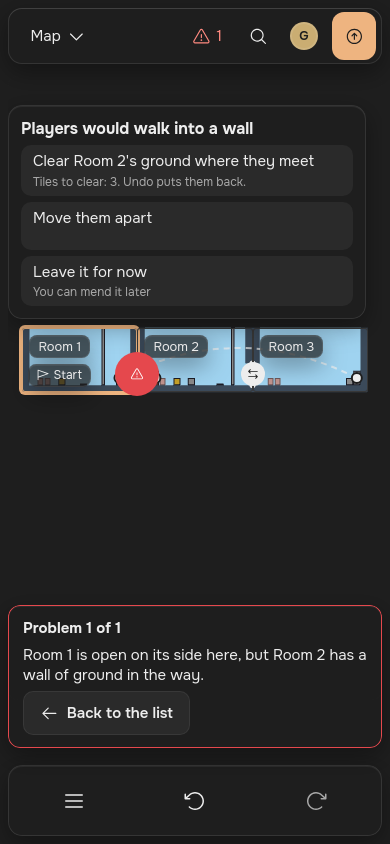 Map
1
G
Players would walk into a wall
Clear Room 2's ground where they meet
Tiles to clear: 3. Undo puts them back.
Move them apart
Leave it for now
You can mend it later
Room 1
Room 2
Room 3
Start
Problem 1 of 1
Room 1 is open on its side here, but Room 2 has a
wall of ground in the way.
Back to the list